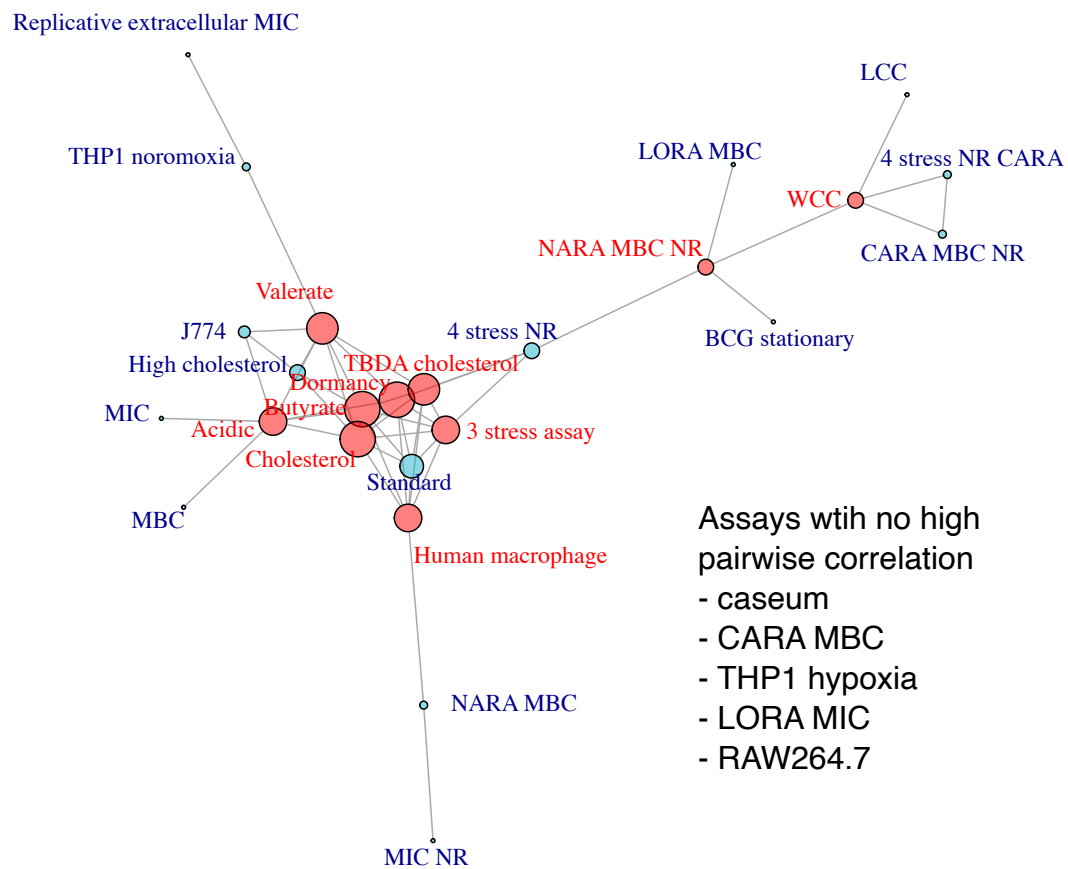 Replicative extracellular MIC
LCC
THP1 noromoxia
LORA MBC
4 stress NR CARA
WCC
NARA MBC NR
CARA MBC NR
Valerate
J774
4 stress NR
BCG stationary
High cholesterol
TBDA cholesterol
Dormancy
MIC
Butyrate
Acidic
3 stress assay
Cholesterol
Standard
MBC
Human macrophage
Assays wtih no high
pairwise correlation
- caseum
- CARA MBC
- THP1 hypoxia
- LORA MIC
- RAW264.7
NARA MBC
MIC NR